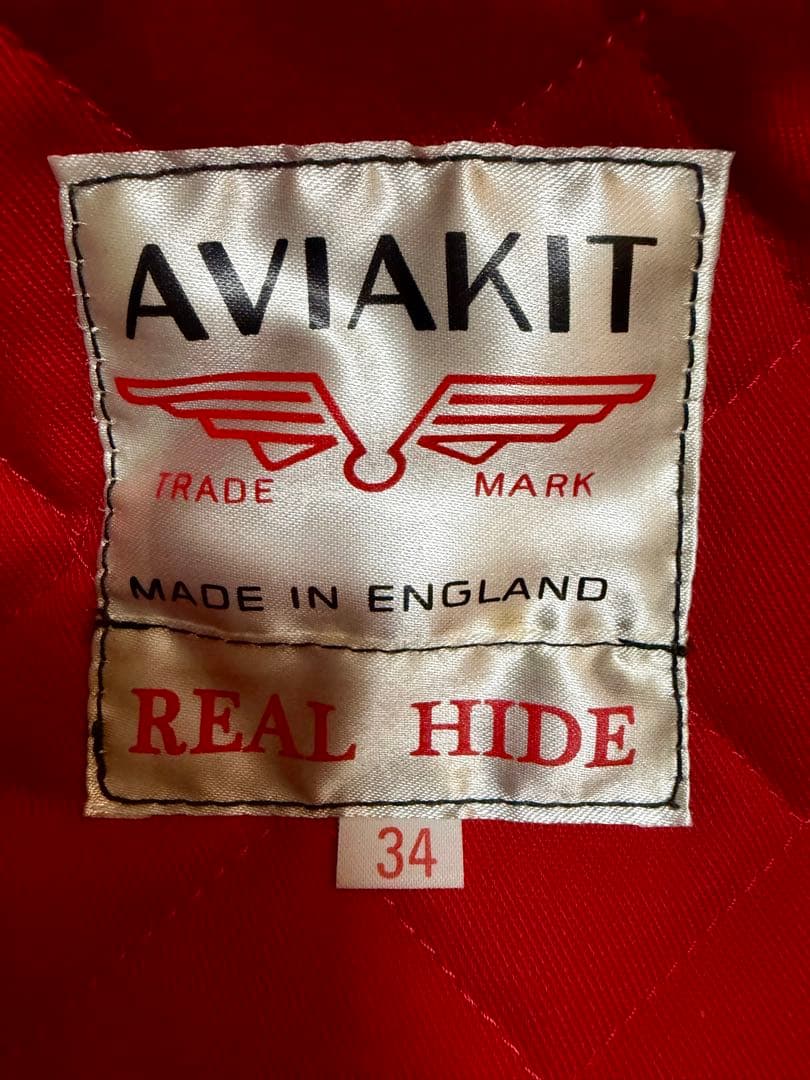 AVIAKIT
TRADE MARK
MADE IN ENGLAND
REAL HIDE
34